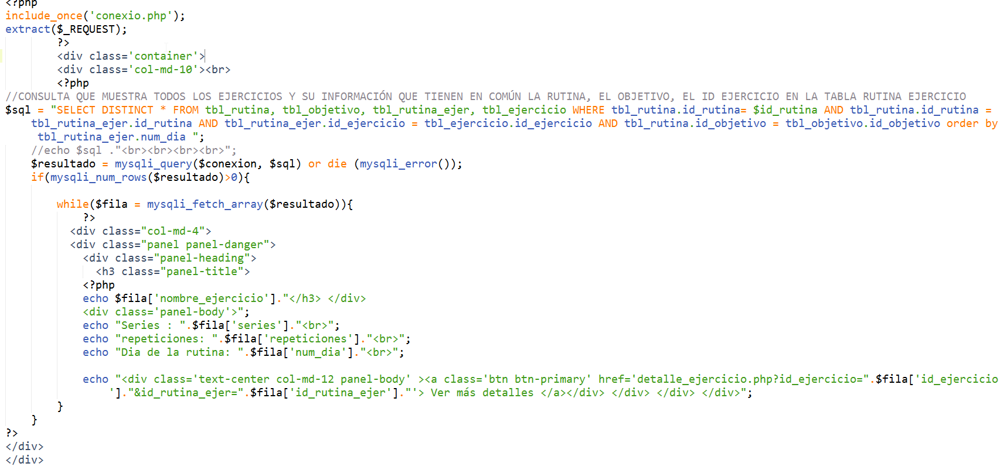 <?php
include_once('conexio.php');
extract($_REQUEST);
?>
<div class='container'>
<div class='col-md-10'><br>
<?php
//CONSULTA QUE MUESTRA TODOS LOS EJERCICIOS Y SU INFORMACIÓN QUE TIENEN EN COMÚN LA RUTINA, EL OBJETIVO, EL ID EJERCICIO EN LA TABLA RUTINA EJERCICIO
$sql = "SELECT DISTINCT * FROM tbl_rutina, tbl_objetivo, tbl_rutina_ejer, tbl_ejercicio WHERE tbl_rutina.id_rutina= $id_rutina AND tbl_rutina.id_rutina =
tbl_rutina_ejer.id_rutina AND tbl_rutina_ejer.id_ejercicio = tbl_ejercicio.id_ejercicio AND tbl_rutina.id_objetivo = tbl_objetivo.id_objetivo order by
tbl_rutina_ejer.num_dia ";
//echo $sql ."<br><br><br><br>";
$resultado = mysqli_query($conexion, $sql) or die (mysqli_error());
if(mysqli_num_rows($resultado)>0){
while($fila = mysqli_fetch_array($resultado)){
?>
<div class="col-md-4">
<div class="panel panel-danger">
<div class="panel-heading">
<h3 class="panel-title">
<?php
echo $fila['nombre_ejercicio']."</h3> </div>
<div class='panel-body'>";
echo "Series : ".$fila['series']."<br>";
echo "repeticiones: ".$fila['repeticiones']."<br>";
echo "Dia de la rutina: ".$fila['num_dia']."<br>";
echo "<div class='text-center col-md-12 panel-body' ><a class='btn btn-primary' href='detalle_ejercicio.php?id_ejercicio=".$fila['id_ejercicio
']."&id_rutina_ejer=".$fila['id_rutina_ejer']."'> Ver más detalles </a></div> </div> </div> </div>";
}
}
?>
</div>
</div>